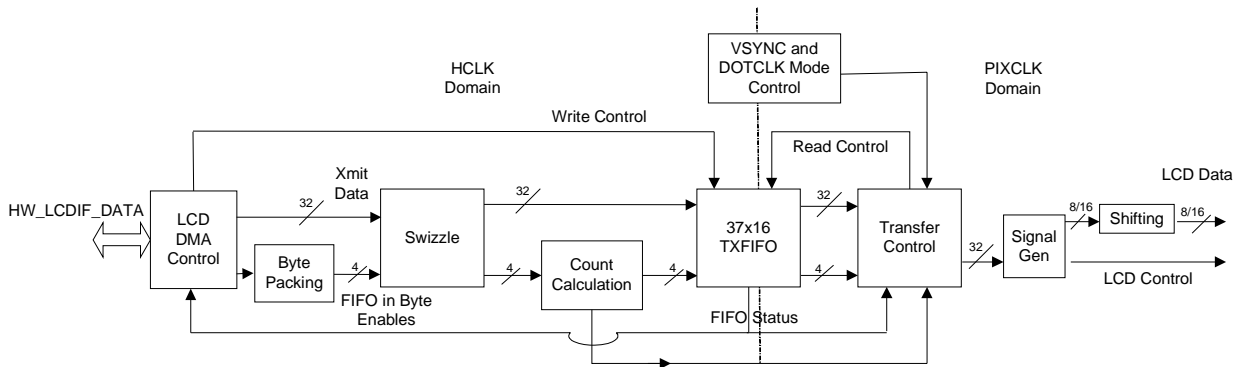 VSYNC and
DOTCLK Mode
Control
HCLK
Domain
PIXCLK
Domain
Write Control
Read Control
Xmit
Data
LCD Data
HW_LCDIF_DATA
LCD
DMA
Control
32
Swizzle
32
37x16
TXFIFO
32
Transfer
Control
32
Signal
Gen
8/16
Shifting
8/16
Byte
Packing
4
4
Count
Calculation
4
4
LCD Control
FIFO in Byte
Enables
FIFO Status